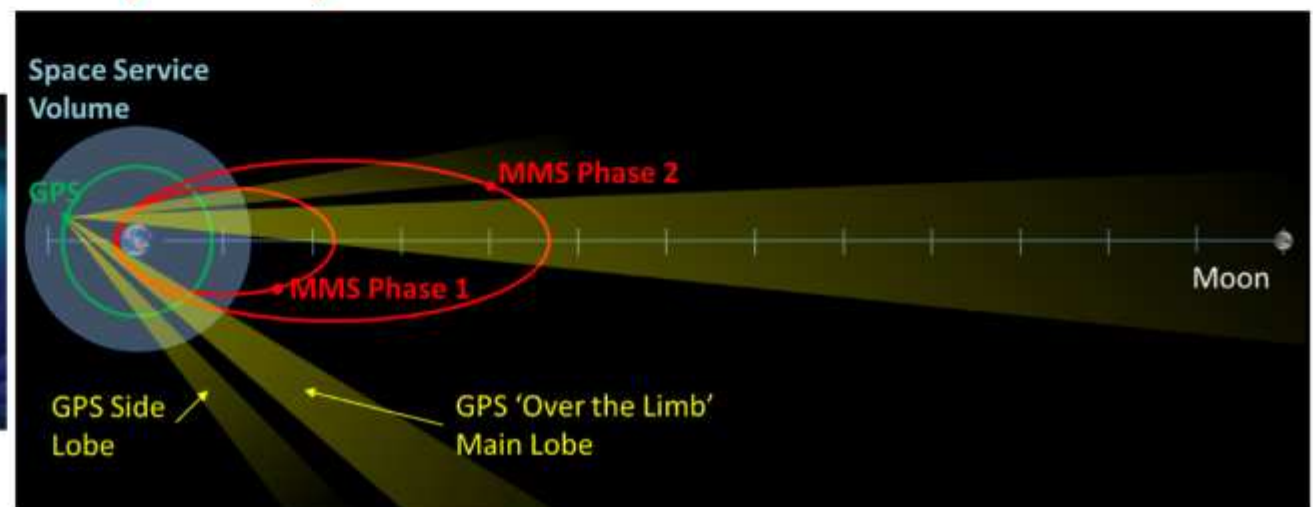 Space Service
Volume
GPS
MMS Phase 2
MMS Phase 1
Moon
GPS Side
Lobe
GPS 'Over the Limb'
Main Lobe